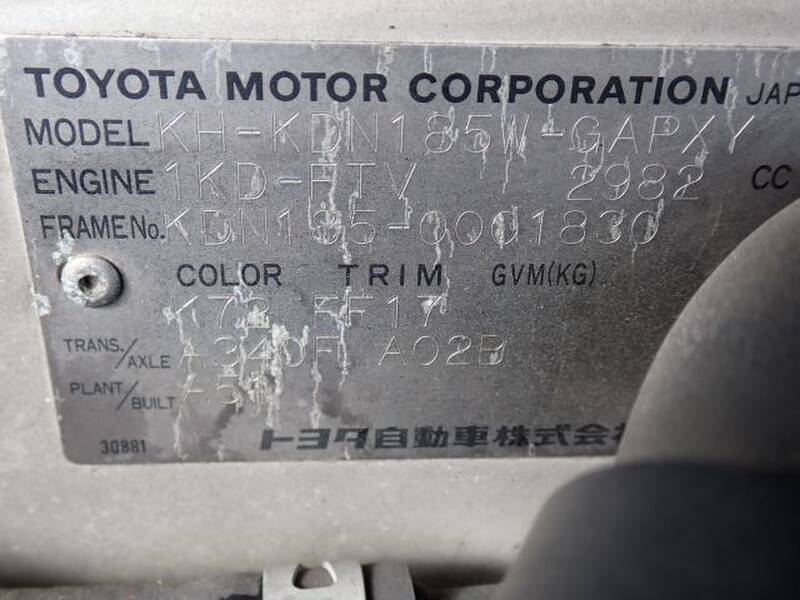 TOYOTA MOTOR CORPORATION JAP
MODEL KH-KDN185W-GAPXY
ENGINE 1KD-FTV 2982 CC
FRAME No. KDN185-0001830
COLOR TRIM GVM(KG)
K72 FF17
TRANS./AXLE A340F A02B
PLANT/BUILT
30881
トヨタ自動車株式会